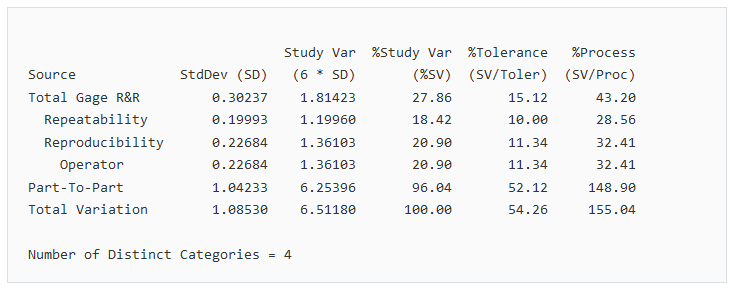 Study Var  %Study Var  %Tolerance   %Process
Source             StdDev (SD)   (6 * SD)       (%SV)  (SV/Toler)  (SV/Proc)
Total Gage R&R         0.30237    1.81423       27.86       15.12      43.20
  Repeatability        0.19993    1.19960       18.42       10.00      28.56
  Reproducibility      0.22684    1.36103       20.90       11.34      32.41
    Operator           0.22684    1.36103       20.90       11.34      32.41
Part-To-Part           1.04233    6.25396       96.04       52.12     148.90
Total Variation        1.08530    6.51180      100.00       54.26     155.04
Number of Distinct Categories = 4